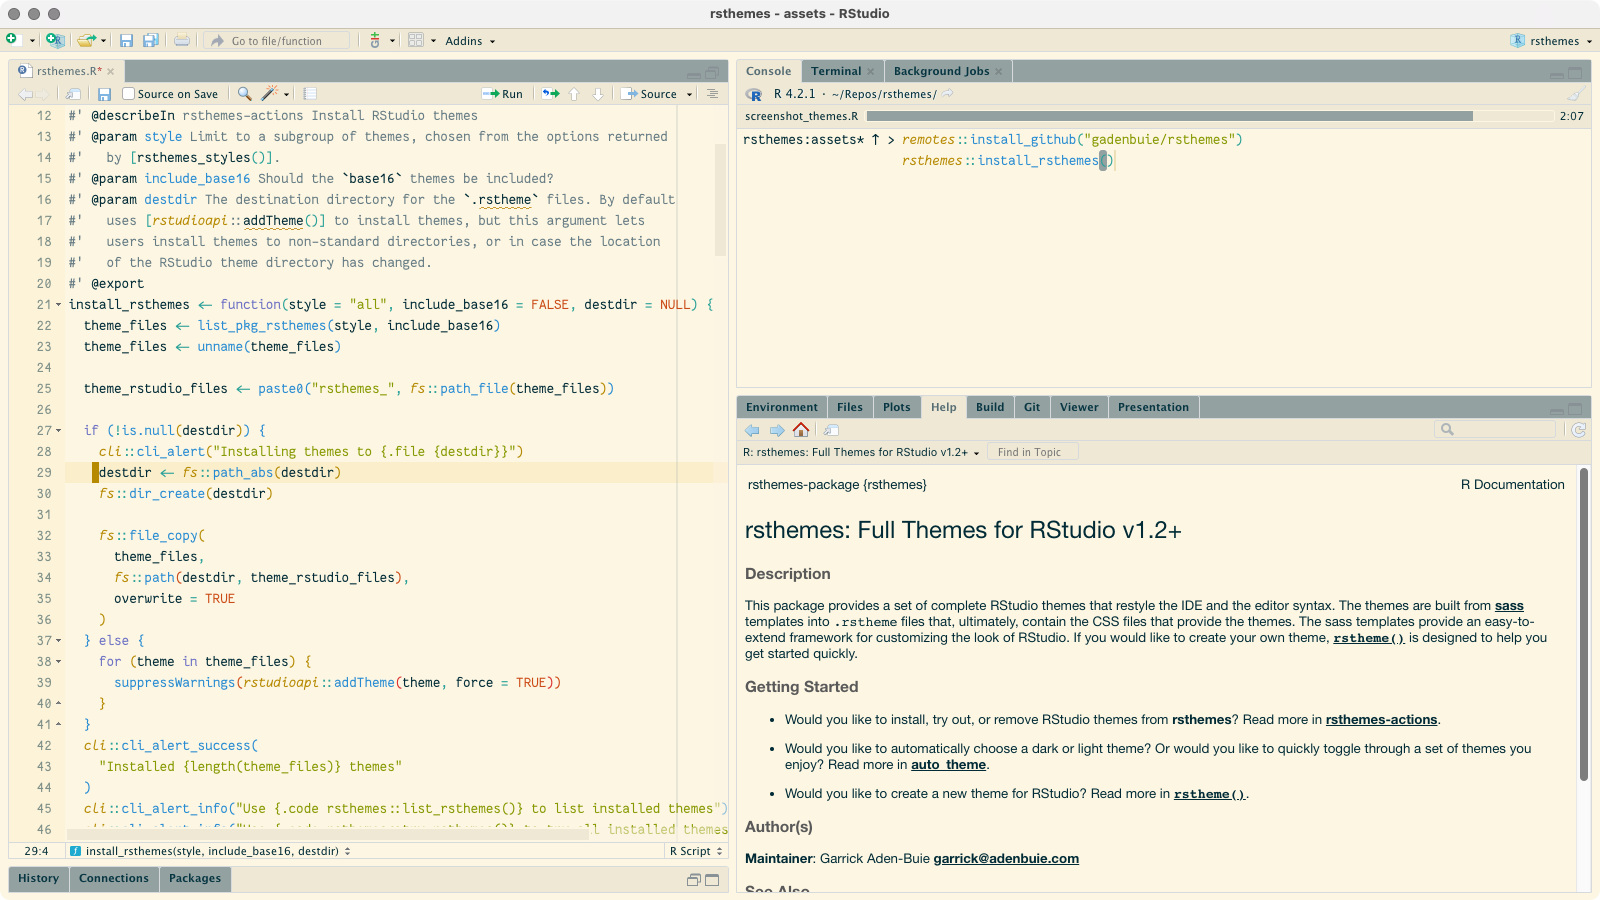 rsthemes - assets - RStudio
Go to file/function
Addins
rsthemes
rsthemes.R*
Source on Save
Run
Source
12 #' @describeIn rsthemes-actions Install RStudio themes
13 #' @param style Limit to a subgroup of themes, chosen from the options returned
14 #'   by [rsthemes_styles()].
15 #' @param include_base16 Should the `base16` themes be included?
16 #' @param destdir The destination directory for the `.rstheme` files. By default
17 #'   uses [rstudioapi::addTheme()] to install themes, but this argument lets
18 #'   users install themes to non-standard directories, or in case the location
19 #'   of the RStudio theme directory has changed.
20 #' @export
21 install_rsthemes <- function(style = "all", include_base16 = FALSE, destdir = NULL) {
22   theme_files <- list_pkg_rsthemes(style, include_base16)
23   theme_files <- unname(theme_files)
24
25   theme_rstudio_files <- paste0("rsthemes_", fs::path_file(theme_files))
26
27   if (!is.null(destdir)) {
28     cli::cli_alert("Installing themes to {.file {destdir}}")
29     destdir <- fs::path_abs(destdir)
30     fs::dir_create(destdir)
31
32     fs::file_copy(
33       theme_files,
34       fs::path(destdir, theme_rstudio_files),
35       overwrite = TRUE
36     )
37   } else {
38     for (theme in theme_files) {
39       suppressWarnings(rstudioapi::addTheme(theme, force = TRUE))
40     }
41   }
42   cli::cli_alert_success(
43     "Installed {length(theme_files)} themes"
44   )
45   cli::cli_alert_info("Use {.code rsthemes::list_rsthemes()} to list installed themes")
46
29:4 install_rsthemes(style, include_base16, destdir) R Script
History Connections Packages
Console Terminal Background Jobs
R 4.2.1 · ~/Repos/rsthemes/
screenshot_themes.R 2:07
rsthemes:assets* ↑ > remotes::install_github("gadenbuie/rsthemes")
rsthemes::install_rsthemes()
Environment Files Plots Help Build Git Viewer Presentation
R: rsthemes: Full Themes for RStudio v1.2+ Find in Topic
rsthemes-package {rsthemes} R Documentation
rsthemes: Full Themes for RStudio v1.2+
Description
This package provides a set of complete RStudio themes that restyle the IDE and the editor syntax. The themes are built from sass
templates into .rstheme files that, ultimately, contain the CSS files that provide the themes. The sass templates provide an easy-to-
extend framework for customizing the look of RStudio. If you would like to create your own theme, rstheme() is designed to help you
get started quickly.
Getting Started
• Would you like to install, try out, or remove RStudio themes from rsthemes? Read more in rsthemes-actions.
• Would you like to automatically choose a dark or light theme? Or would you like to quickly toggle through a set of themes you
enjoy? Read more in auto_theme.
• Would you like to create a new theme for RStudio? Read more in rstheme().
Author(s)
Maintainer: Garrick Aden-Buie garrick@adenbuie.com
See Also